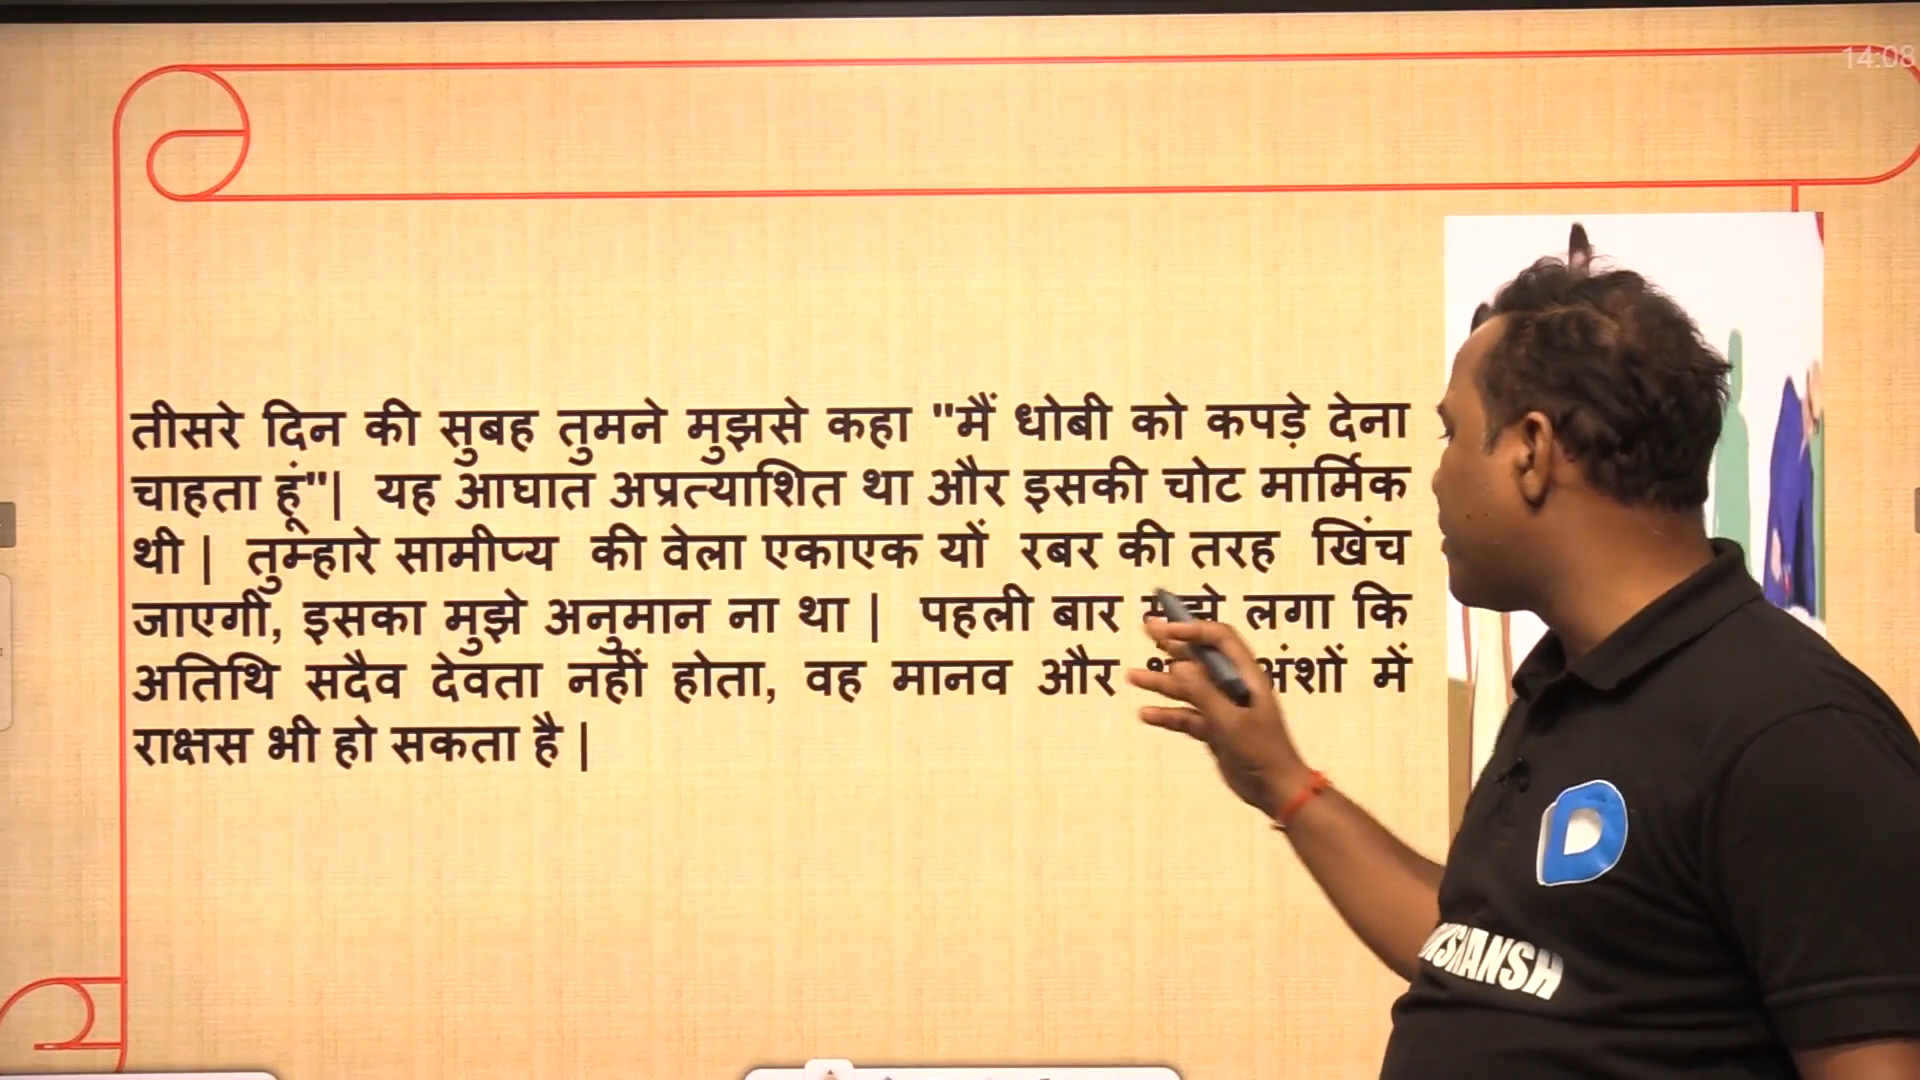 14:08
तीसरे दिन की सुबह तुमने मुझसे कहा "मैं धोबी को कपड़े देना
चाहता हूं"| यह आघात अप्रत्याशित था और इसकी चोट मार्मिक
थी | तुम्हारे सामीप्य की वेला एकाएक यों रबर की तरह खिंच
जाएगी, इसका मुझे अनुमान ना था | पहली बार मुझे लगा कि
अतिथि सदैव देवता नहीं होता, वह मानव और अंशों में
राक्षस भी हो सकता है |
D